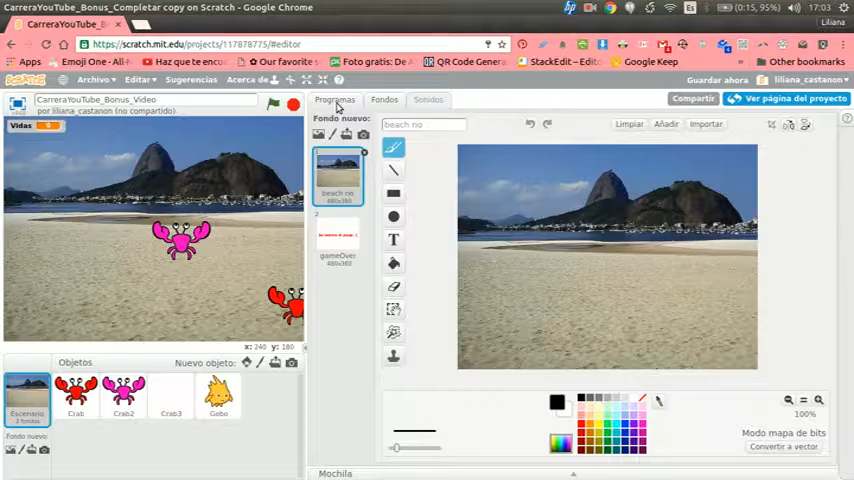 CarreraYouTube_Bonus_Completar copy on Scratch - Google Chrome
Es
(0:15, 95%)
17:03
CarreraYouTube_B
Liliana
https://scratch.mit.edu/projects/117878775/#editor
Apps
Emoji One - All
Haz que te encu
Foto gratis: de A
Our favorite m
QR Code Genera
StackEdit – Edito
Google Keep
Other Bookmarks
SCRATCH
Archivo
Editar
Sugerencias
Acerca de
Guardar ahora
liliana_castanon
CarreraYouTube_Bonus_Video
por liliana_castanon (no compartido)
Programas
Fondos
Sonidos
Compartir
Ver página del proyecto
Vidas 0
Fondo nuevo:
beach rio
Limpiar
Añadir
Importar
1
beach rio
480x360
2
gameOver
480x360
T
x: 240 y: 180
Objetos
Nuevo objeto:
Escenario
2 fondos
Crab
Crab2
Crab3
Gobo
Fondo nuevo:
100%
Modo mapa de bits
Convertir a vector
Mochila